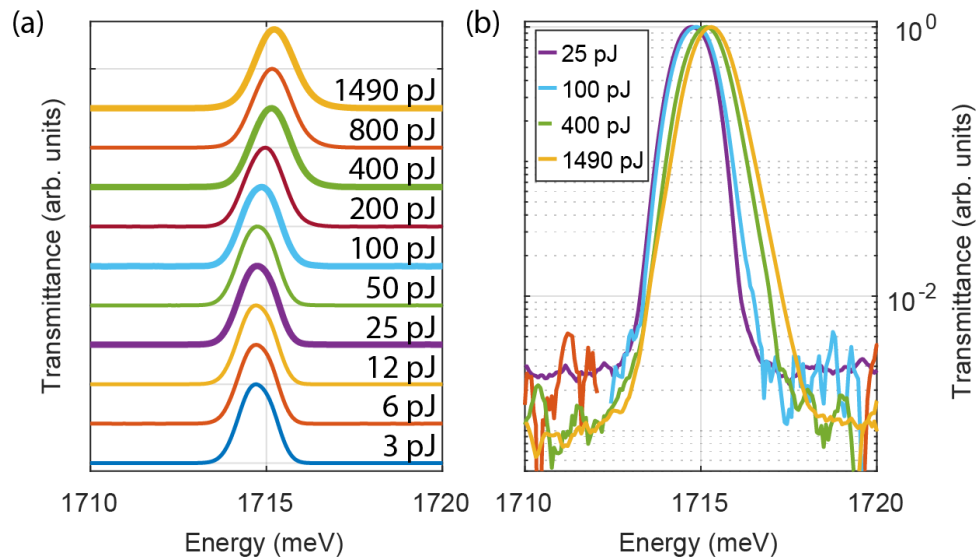 (a)
1490 pJ
800 pJ
400 pJ
200 pJ
100 pJ
50 pJ
25 pJ
12 pJ
6 pJ
3 pJ
Transmittance (arb. units)
1710
1715
1720
Energy (meV)
(b)
25 pJ
100 pJ
400 pJ
1490 pJ
10^0
10^-2
Transmittance (arb. units)
1710
1715
1720
Energy (meV)